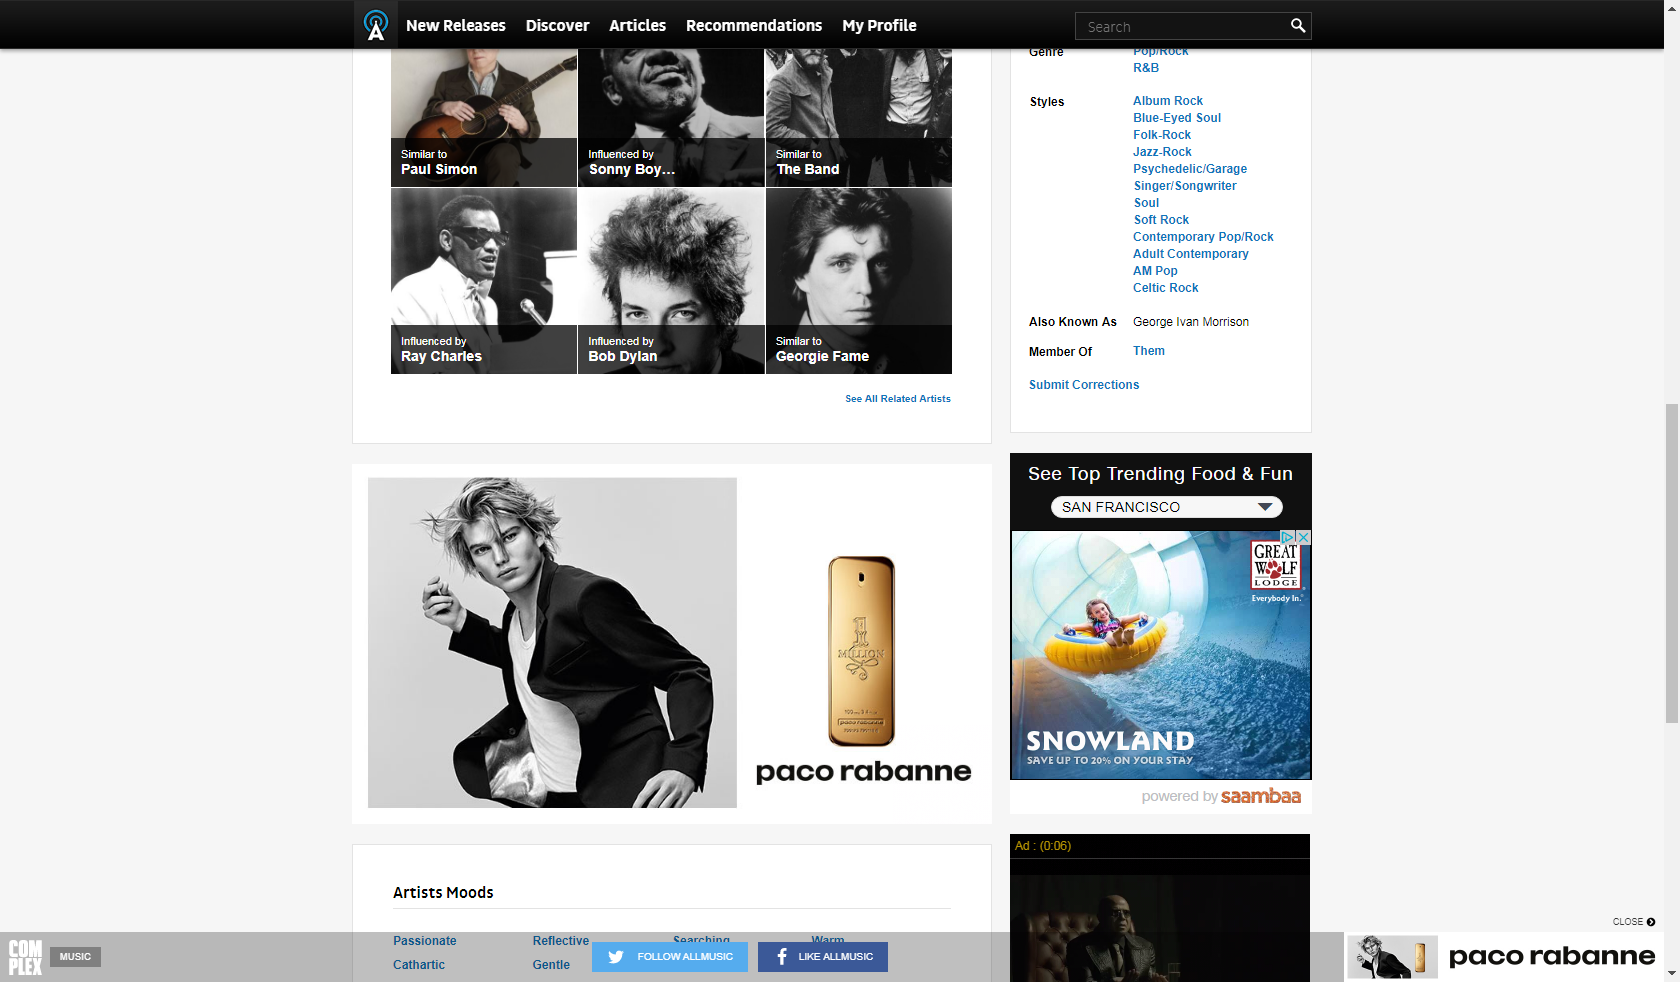 New Releases Discover Articles Recommendations My Profile Search
Similar to
Paul Simon
Influenced by
Sonny Boy...
Similar to
The Band
Influenced by
Ray Charles
Influenced by
Bob Dylan
Similar to
Georgie Fame
See All Related Artists
Genre
Pop/Rock
R&B
Styles
Album Rock
Blue-Eyed Soul
Folk-Rock
Jazz-Rock
Psychedelic/Garage
Singer/Songwriter
Soul
Soft Rock
Contemporary Pop/Rock
Adult Contemporary
AM Pop
Celtic Rock
Also Known As George Ivan Morrison
Member Of Them
Submit Corrections
1
MILLION
paco rabanne
paco rabanne
See Top Trending Food & Fun
SAN FRANCISCO
GREAT
WOLF
LODGE
Everybody In.
SNOWLAND
SAVE UP TO 20% ON YOUR STAY
powered by saambaa
Ad : (0:06)
Artists Moods
Passionate Reflective Searching Warm
Cathartic Gentle
COM
PLEX
MUSIC
FOLLOW ALLMUSIC
LIKE ALLMUSIC
CLOSE
paco rabanne